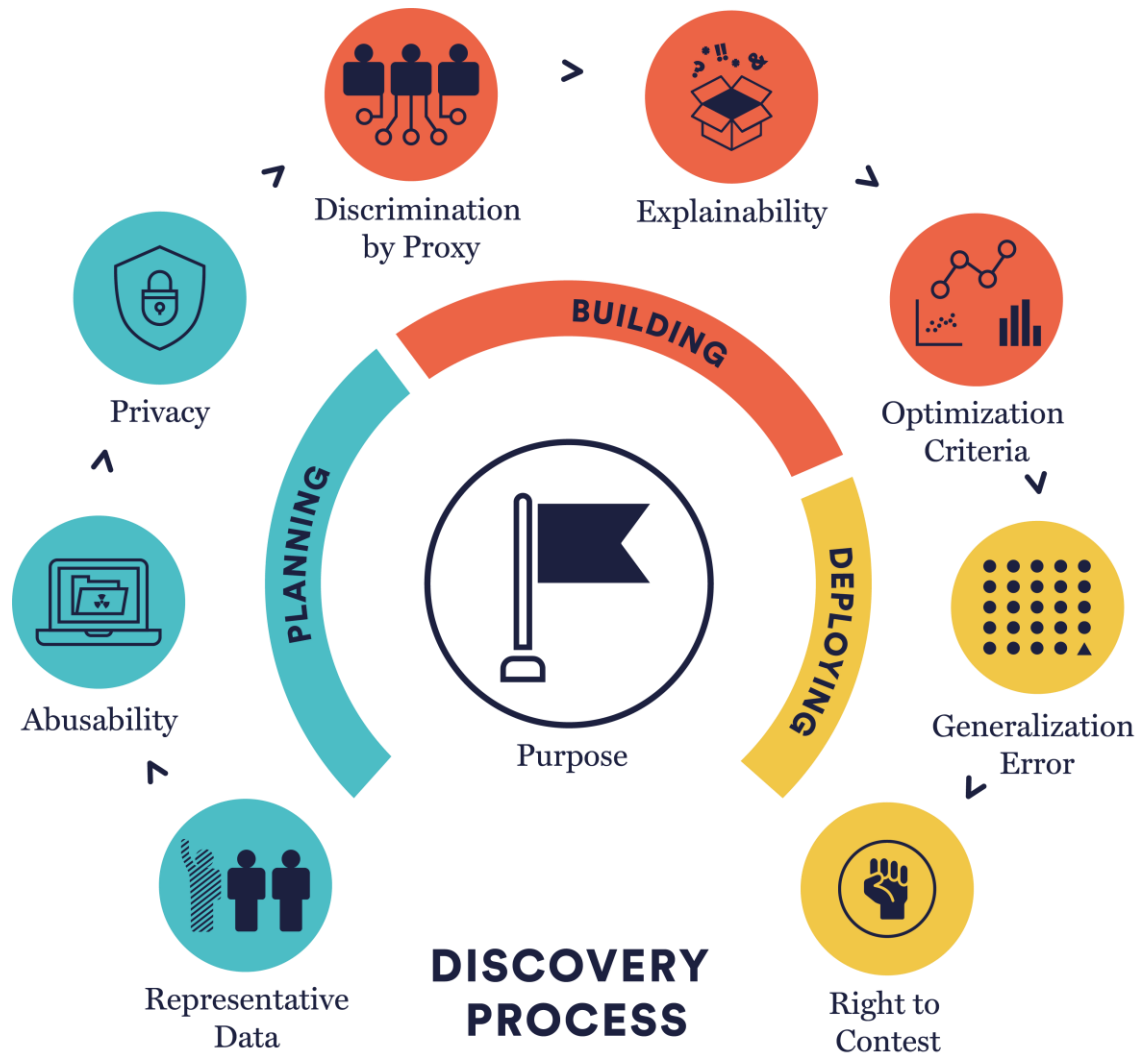 Discrimination
by Proxy
Explainability
Privacy
Optimization
Criteria
BUILDING
PLANNING
DEPLOYING
Abusability
Purpose
Generalization
Error
Representative
Data
DISCOVERY
PROCESS
Right to
Contest
? * !! * &